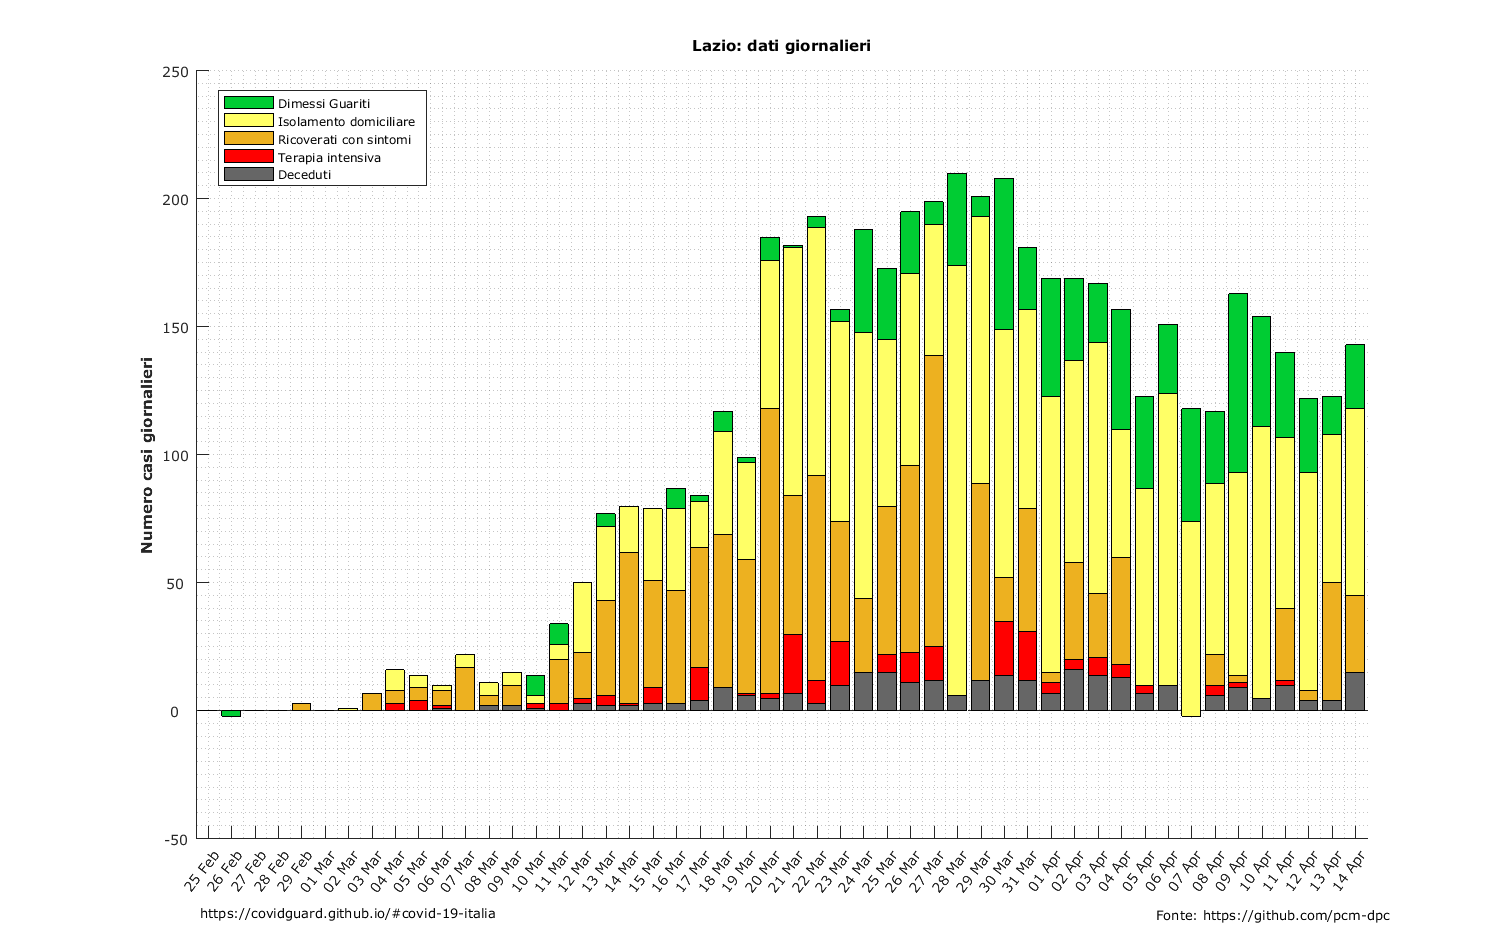 Lazio: dati giornalieri
250
200
150
100
50
0
-50
Numero casi giornalieri
Dimessi Guariti
Isolamento domiciliare
Ricoverati con sintomi
Terapia intensiva
Deceduti
25 Feb
26 Feb
27 Feb
28 Feb
29 Feb
01 Mar
02 Mar
03 Mar
04 Mar
05 Mar
06 Mar
07 Mar
08 Mar
09 Mar
10 Mar
11 Mar
12 Mar
13 Mar
14 Mar
15 Mar
16 Mar
17 Mar
18 Mar
19 Mar
20 Mar
21 Mar
22 Mar
23 Mar
24 Mar
25 Mar
26 Mar
27 Mar
28 Mar
29 Mar
30 Mar
31 Mar
01 Apr
02 Apr
03 Apr
04 Apr
05 Apr
06 Apr
07 Apr
08 Apr
09 Apr
10 Apr
11 Apr
12 Apr
13 Apr
14 Apr
https://covidguard.github.io/#covid-19-italia
Fonte: https://github.com/pcm-dpc